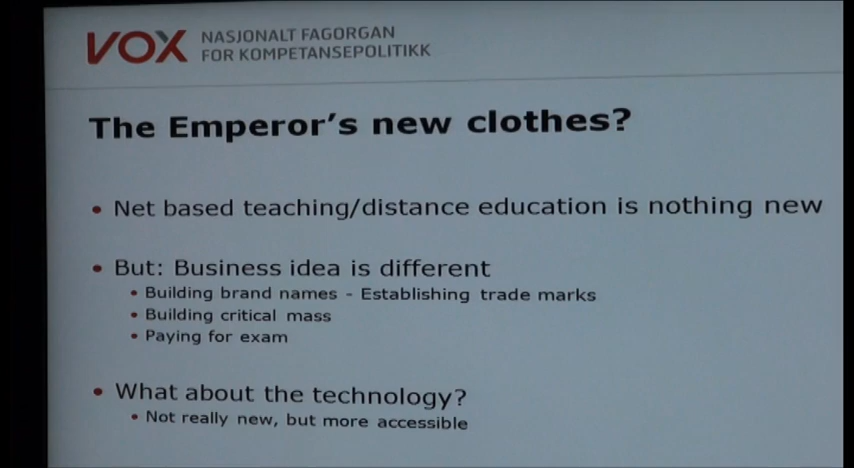 VOX NASJONALT FAGORGAN
FOR KOMPETANSEPOLITIKK
The Emperor's new clothes?
• Net based teaching/distance education is nothing new
• But: Business idea is different
• Building brand names - Establishing trade marks
• Building critical mass
• Paying for exam
• What about the technology?
• Not really new, but more accessible